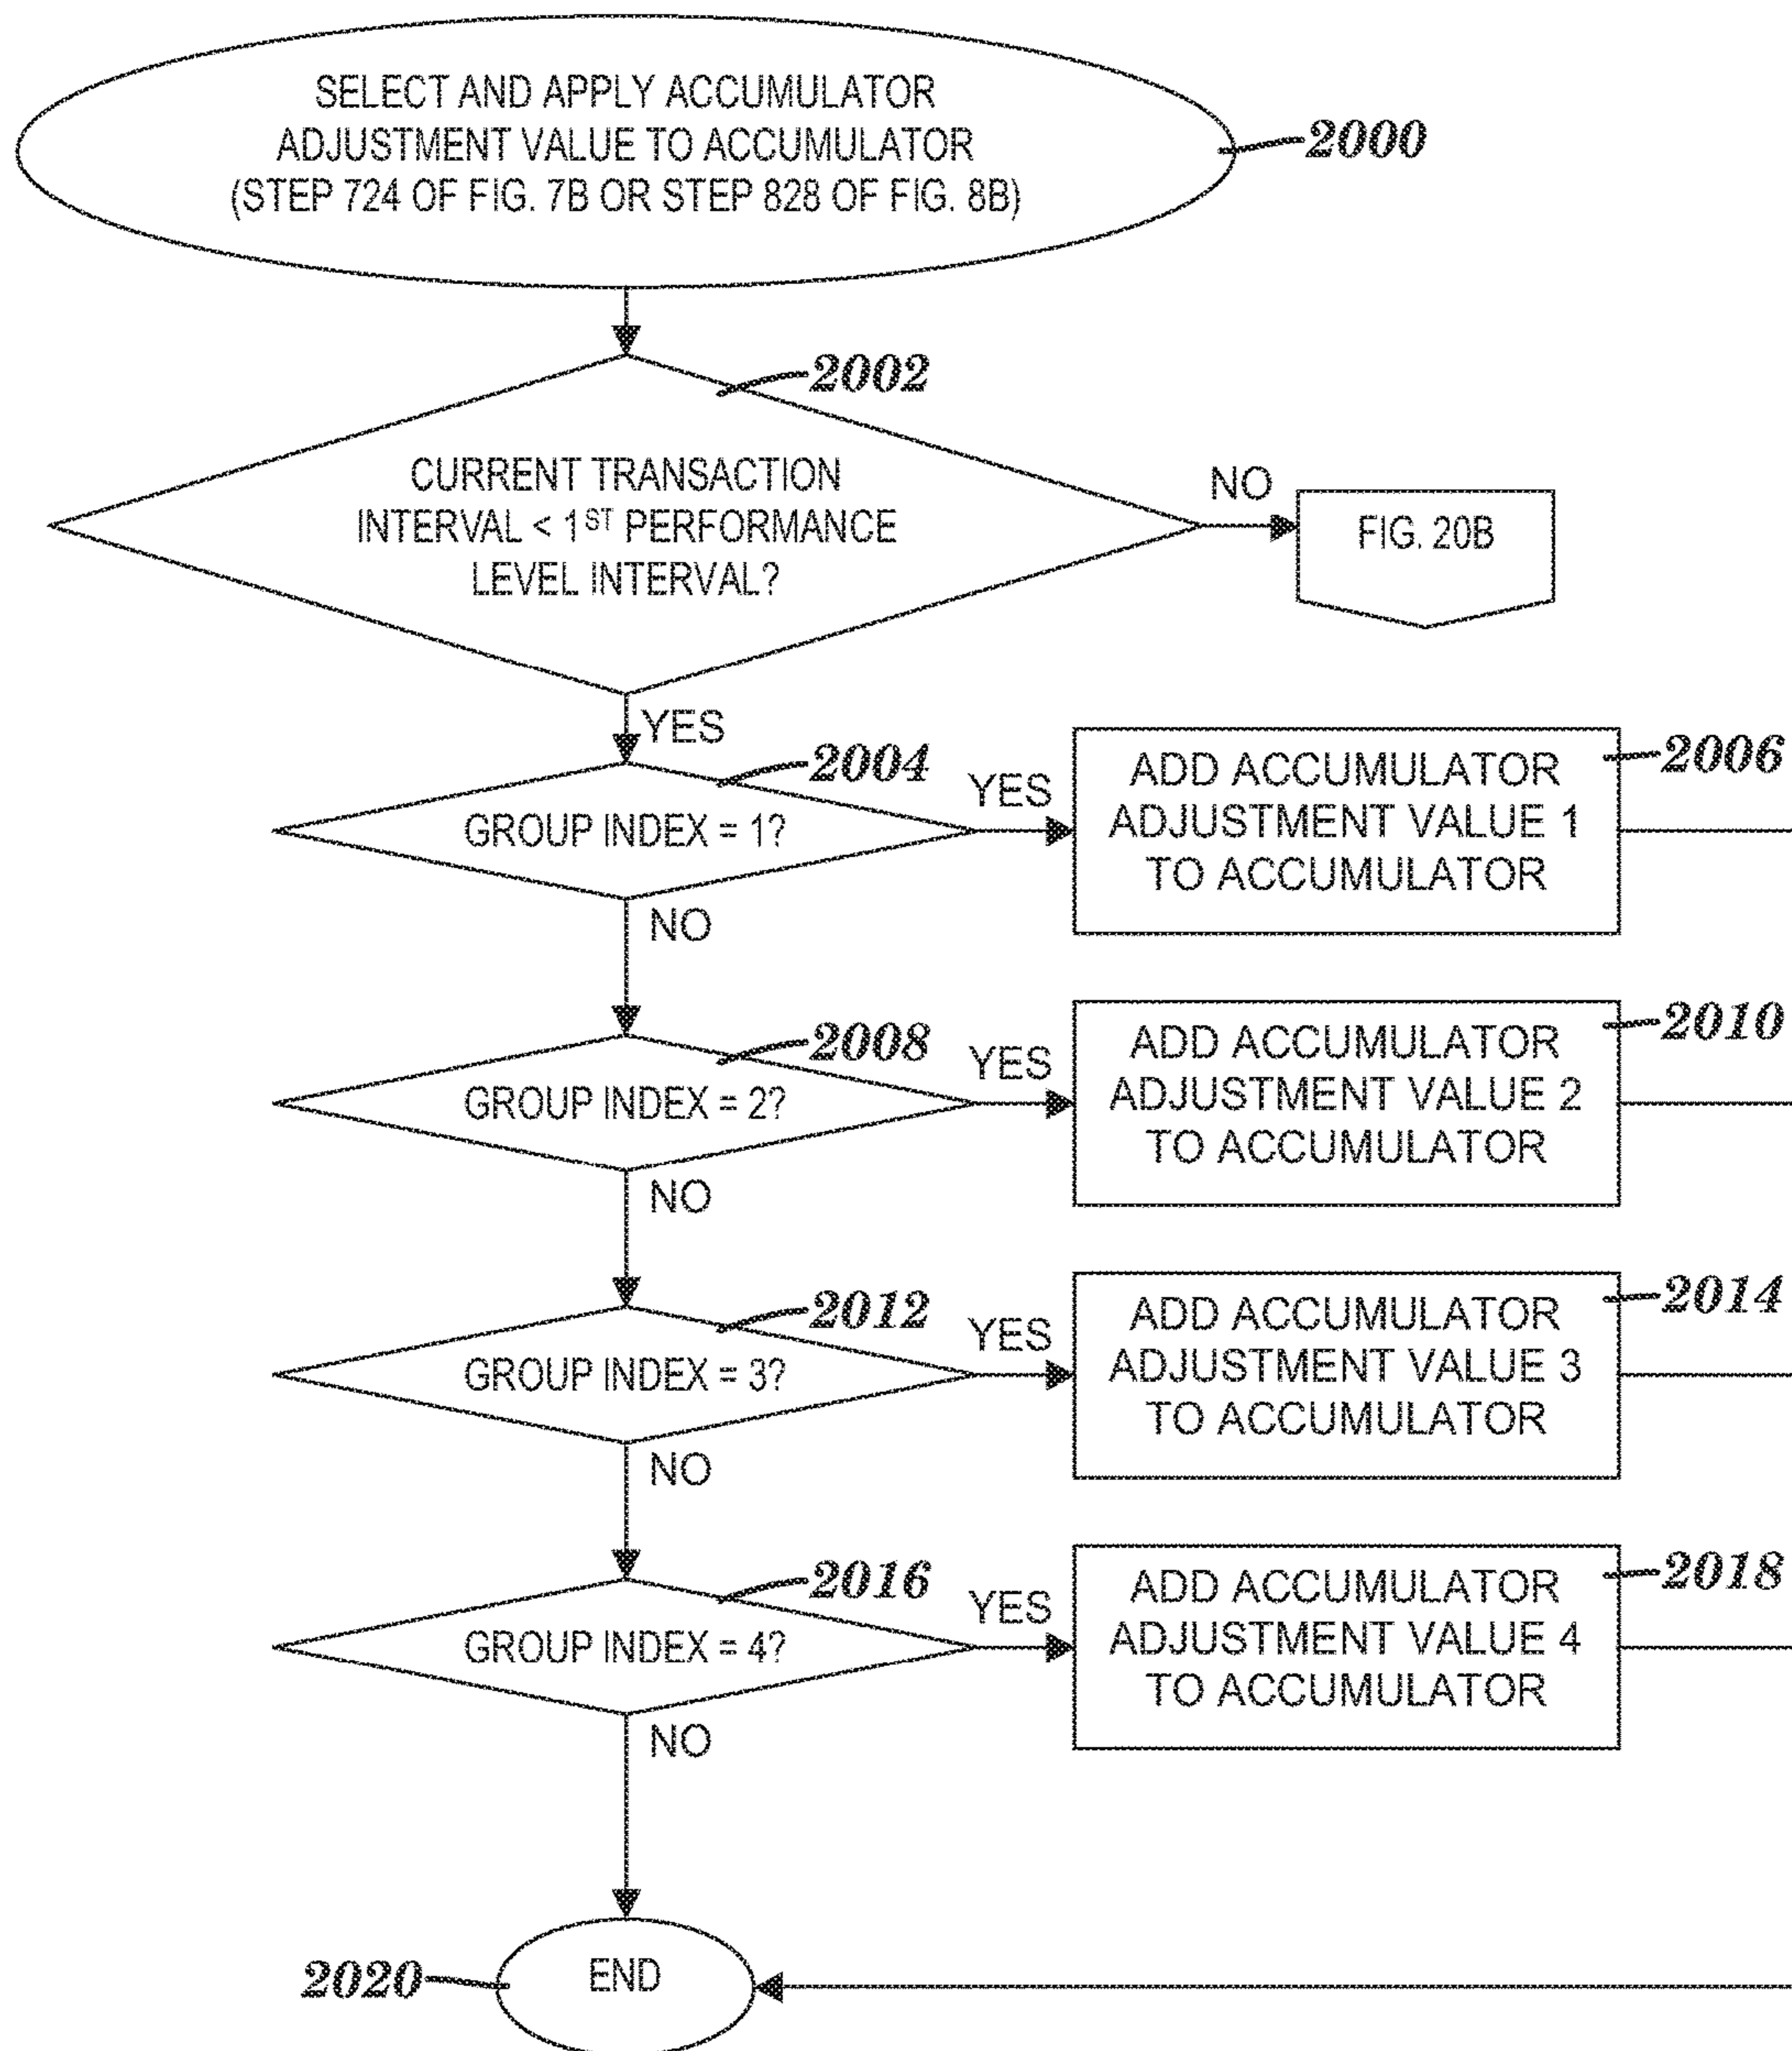 SELECT AND APPLY ACCUMULATOR
ADJUSTMENT VALUE TO ACCUMULATOR
(STEP 724 OF FIG. 7B OR STEP 828 OF FIG. 8B)
2000
2002
CURRENT TRANSACTION
INTERVAL < 1ST PERFORMANCE
LEVEL INTERVAL?
NO
FIG. 20B
YES
2004
GROUP INDEX = 1?
YES
ADD ACCUMULATOR
ADJUSTMENT VALUE 1
TO ACCUMULATOR
2006
NO
2008
GROUP INDEX = 2?
YES
ADD ACCUMULATOR
ADJUSTMENT VALUE 2
TO ACCUMULATOR
2010
NO
2012
GROUP INDEX = 3?
YES
ADD ACCUMULATOR
ADJUSTMENT VALUE 3
TO ACCUMULATOR
2014
NO
2016
GROUP INDEX = 4?
YES
ADD ACCUMULATOR
ADJUSTMENT VALUE 4
TO ACCUMULATOR
2018
NO
2020
END